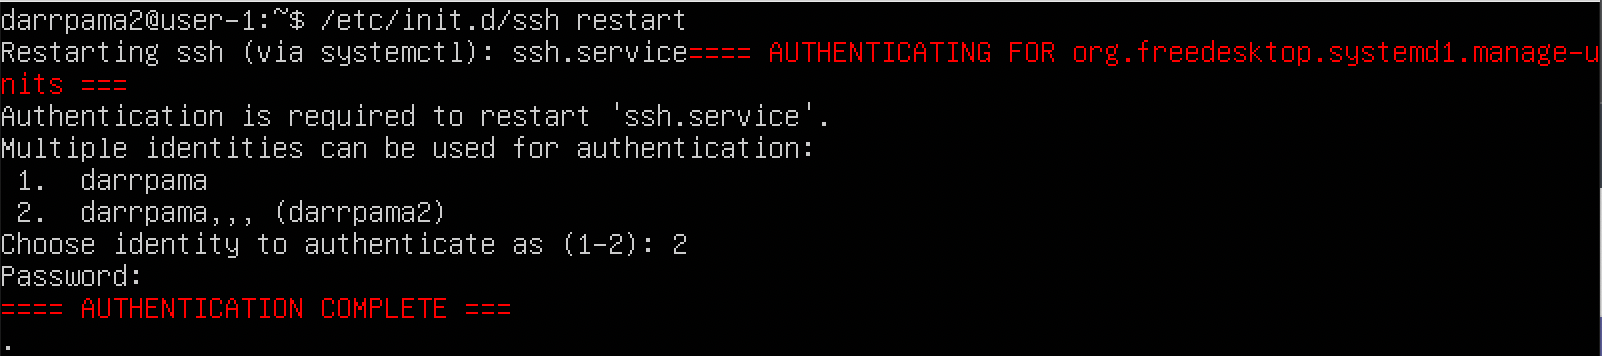 darrpama2@user-1:~$ /etc/init.d/ssh restart
Restarting ssh (via systemctl): ssh.service==== AUTHENTICATING FOR org.freedesktop.systemd1.manage-u
nits ===
Authentication is required to restart 'ssh.service'.
Multiple identities can be used for authentication:
 1.  darrpama
 2.  darrpama,,, (darrpama2)
Choose identity to authenticate as (1-2): 2
Password:
==== AUTHENTICATION COMPLETE ===
.